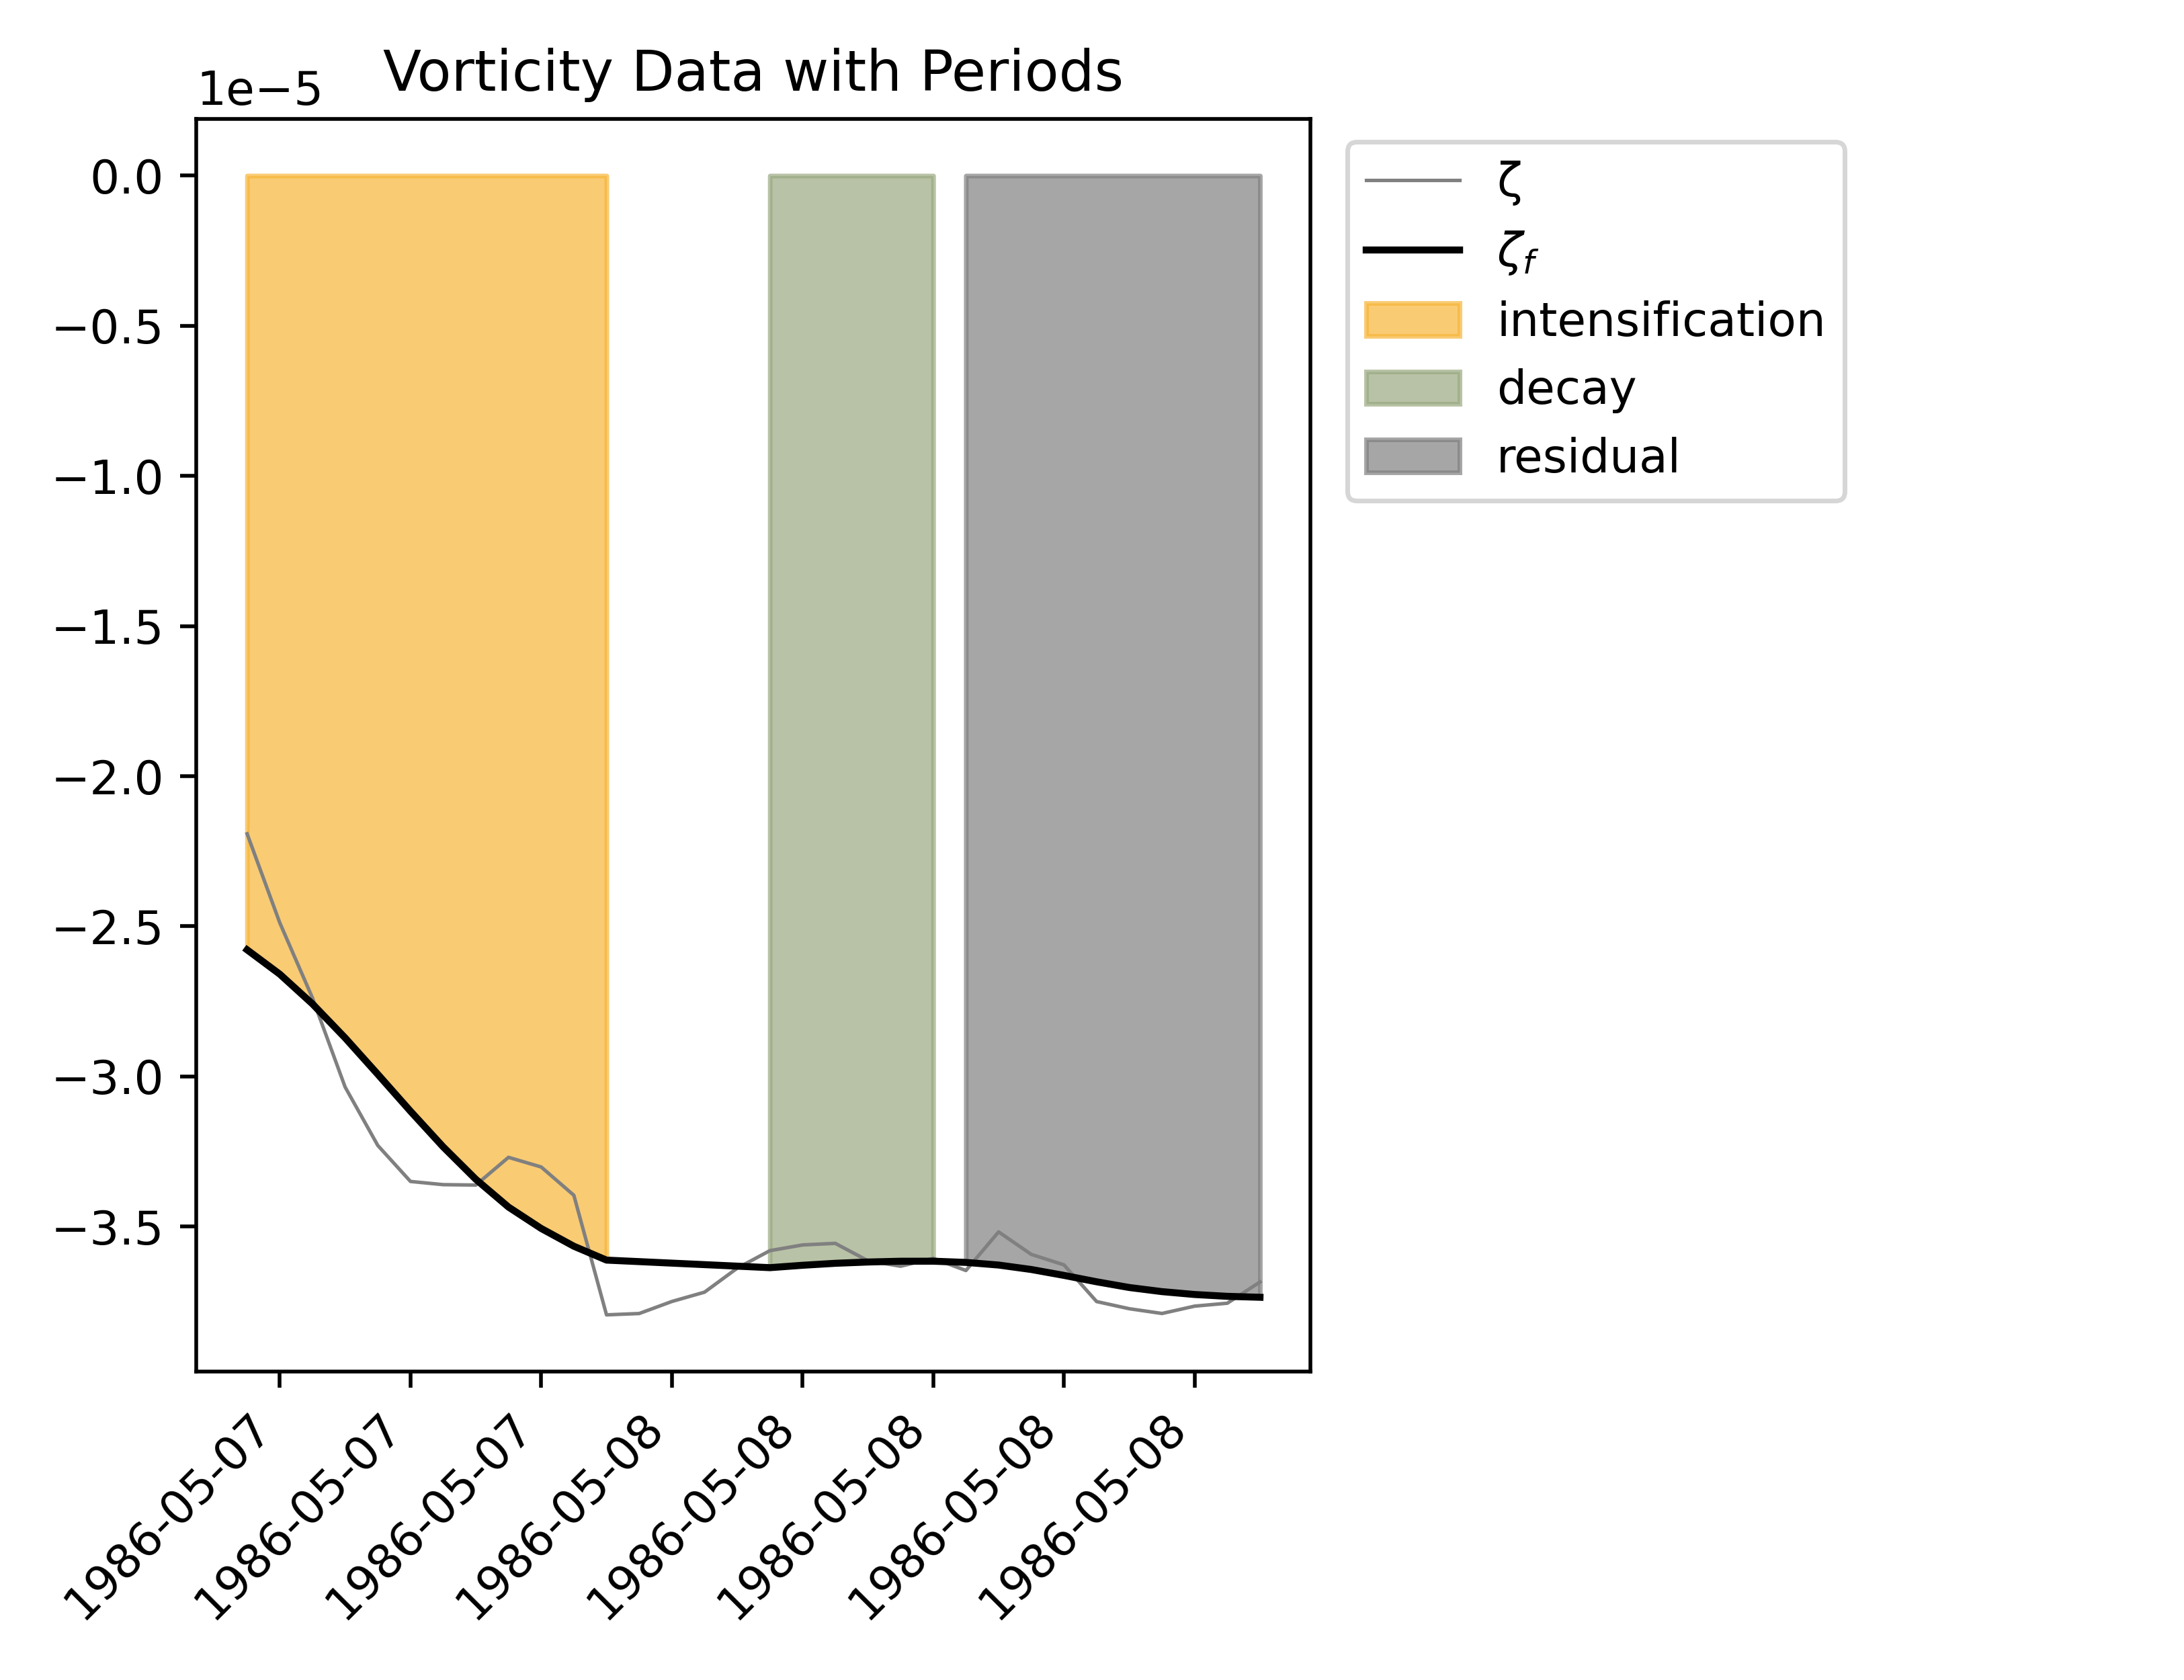 Vorticity Data with Periods
1e−5
0.0
−0.5
−1.0
−1.5
−2.0
−2.5
−3.0
−3.5
1986-05-07
1986-05-07
1986-05-07
1986-05-08
1986-05-08
1986-05-08
1986-05-08
1986-05-08
ζ
ζf
intensification
decay
residual